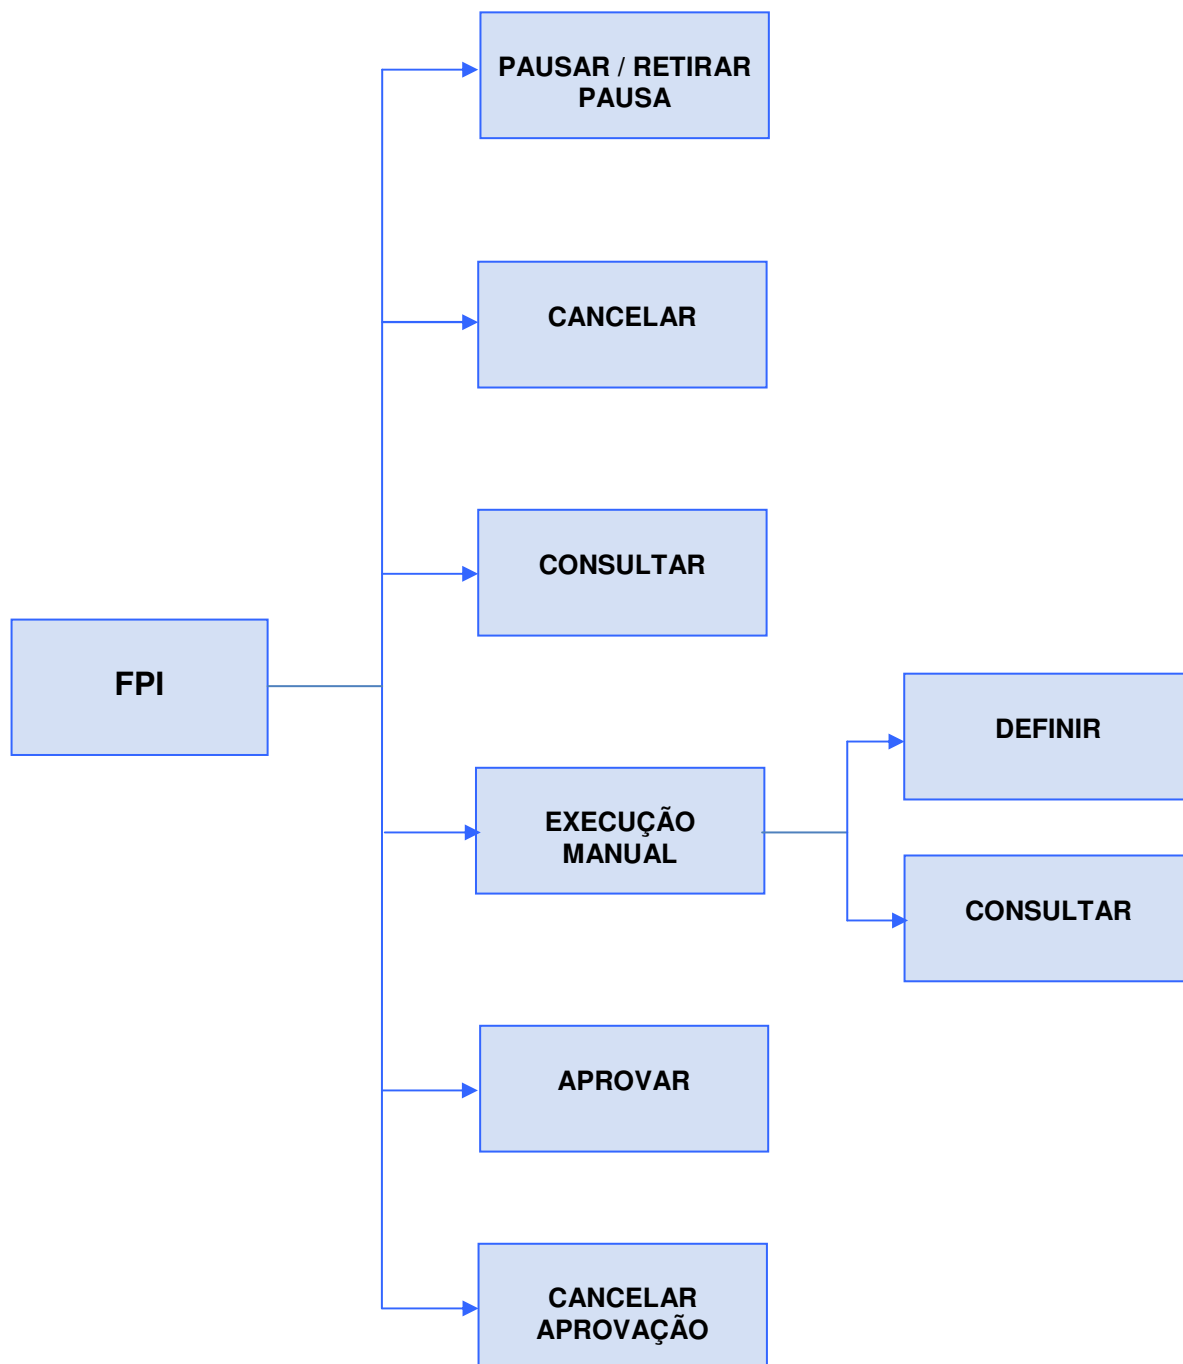 PAUSAR / RETIRAR
PAUSA
CANCELAR
CONSULTAR
FPI
DEFINIR
EXECUÇÃO
MANUAL
CONSULTAR
APROVAR
CANCELAR
APROVAÇÃO